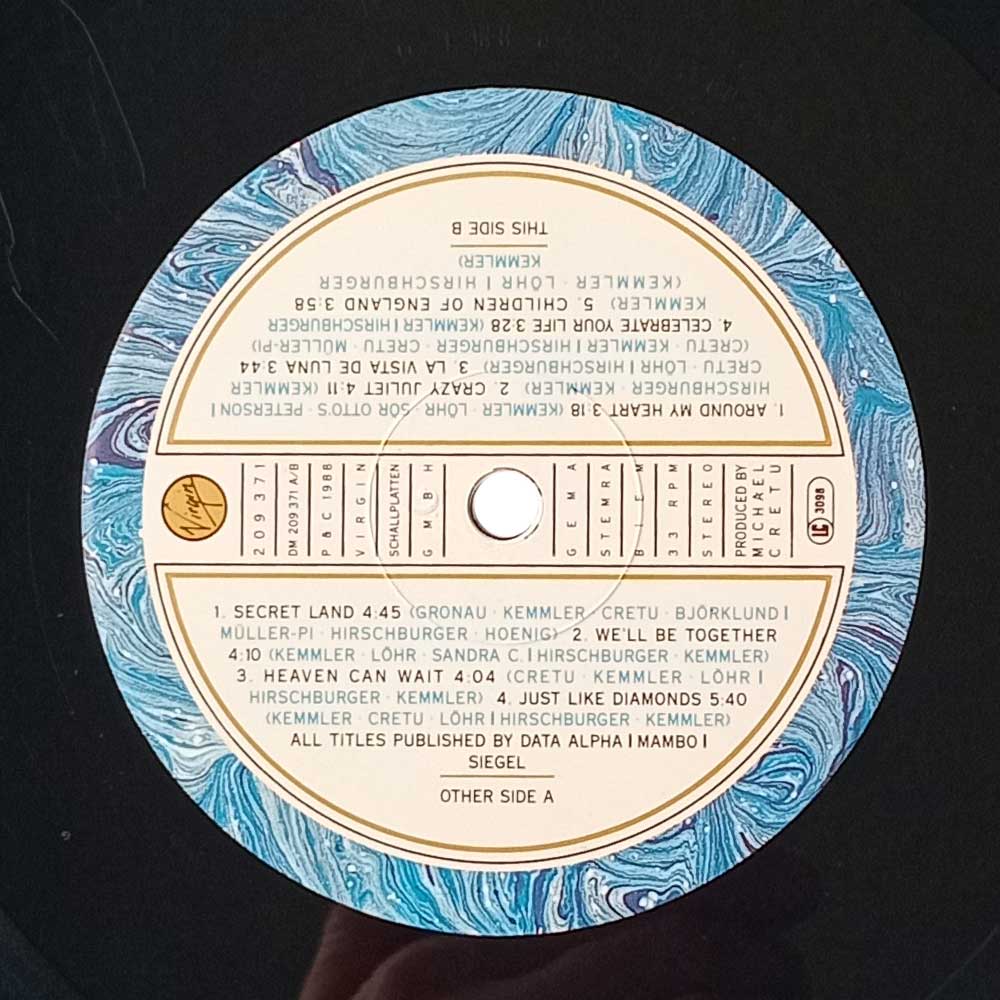 1. AROUND MY HEART 3:18 (KEMMLER · LÖHR · SOR OTTO'S · PETERSON |
HIRSCHBURGER · KEMMLER) 2. CRAZY JULIET 4:11 (KEMMLER
CRETU · LÖHR | HIRSCHBURGER) 3. LA VISTA DE LUNA 3:44
(CRETU · KEMMLER | HIRSCHBURGER · CRETU · MÜLLER-PI)
4. CELEBRATE YOUR LIFE 3:28 (KEMMLER | HIRSCHBURGER
KEMMLER) 5. CHILDREN OF ENGLAND 3:58
(KEMMLER · LÖHR | HIRSCHBURGER
KEMMLER)
THIS SIDE B
Virgin
209 371
DM 209 371 A/B
P & C 1988
VIRGIN
SCHALLPLATTEN
GMBH
GEMA
STEMRA
BIEM
33 RPM
STEREO
PRODUCED BY
MICHAEL
CRETU
LC 3098
1. SECRET LAND 4:45 (GRONAU · KEMMLER · CRETU · BJÖRKLUND |
MÜLLER-PI · HIRSCHBURGER · HOENIG) 2. WE'LL BE TOGETHER
4:10 (KEMMLER · LÖHR · SANDRA C. | HIRSCHBURGER · KEMMLER)
3. HEAVEN CAN WAIT 4:04 (CRETU · KEMMLER · LÖHR |
HIRSCHBURGER · KEMMLER) 4. JUST LIKE DIAMONDS 5:40
(KEMMLER · CRETU · LÖHR | HIRSCHBURGER · KEMMLER)
ALL TITLES PUBLISHED BY DATA ALPHA | MAMBO |
SIEGEL
OTHER SIDE A